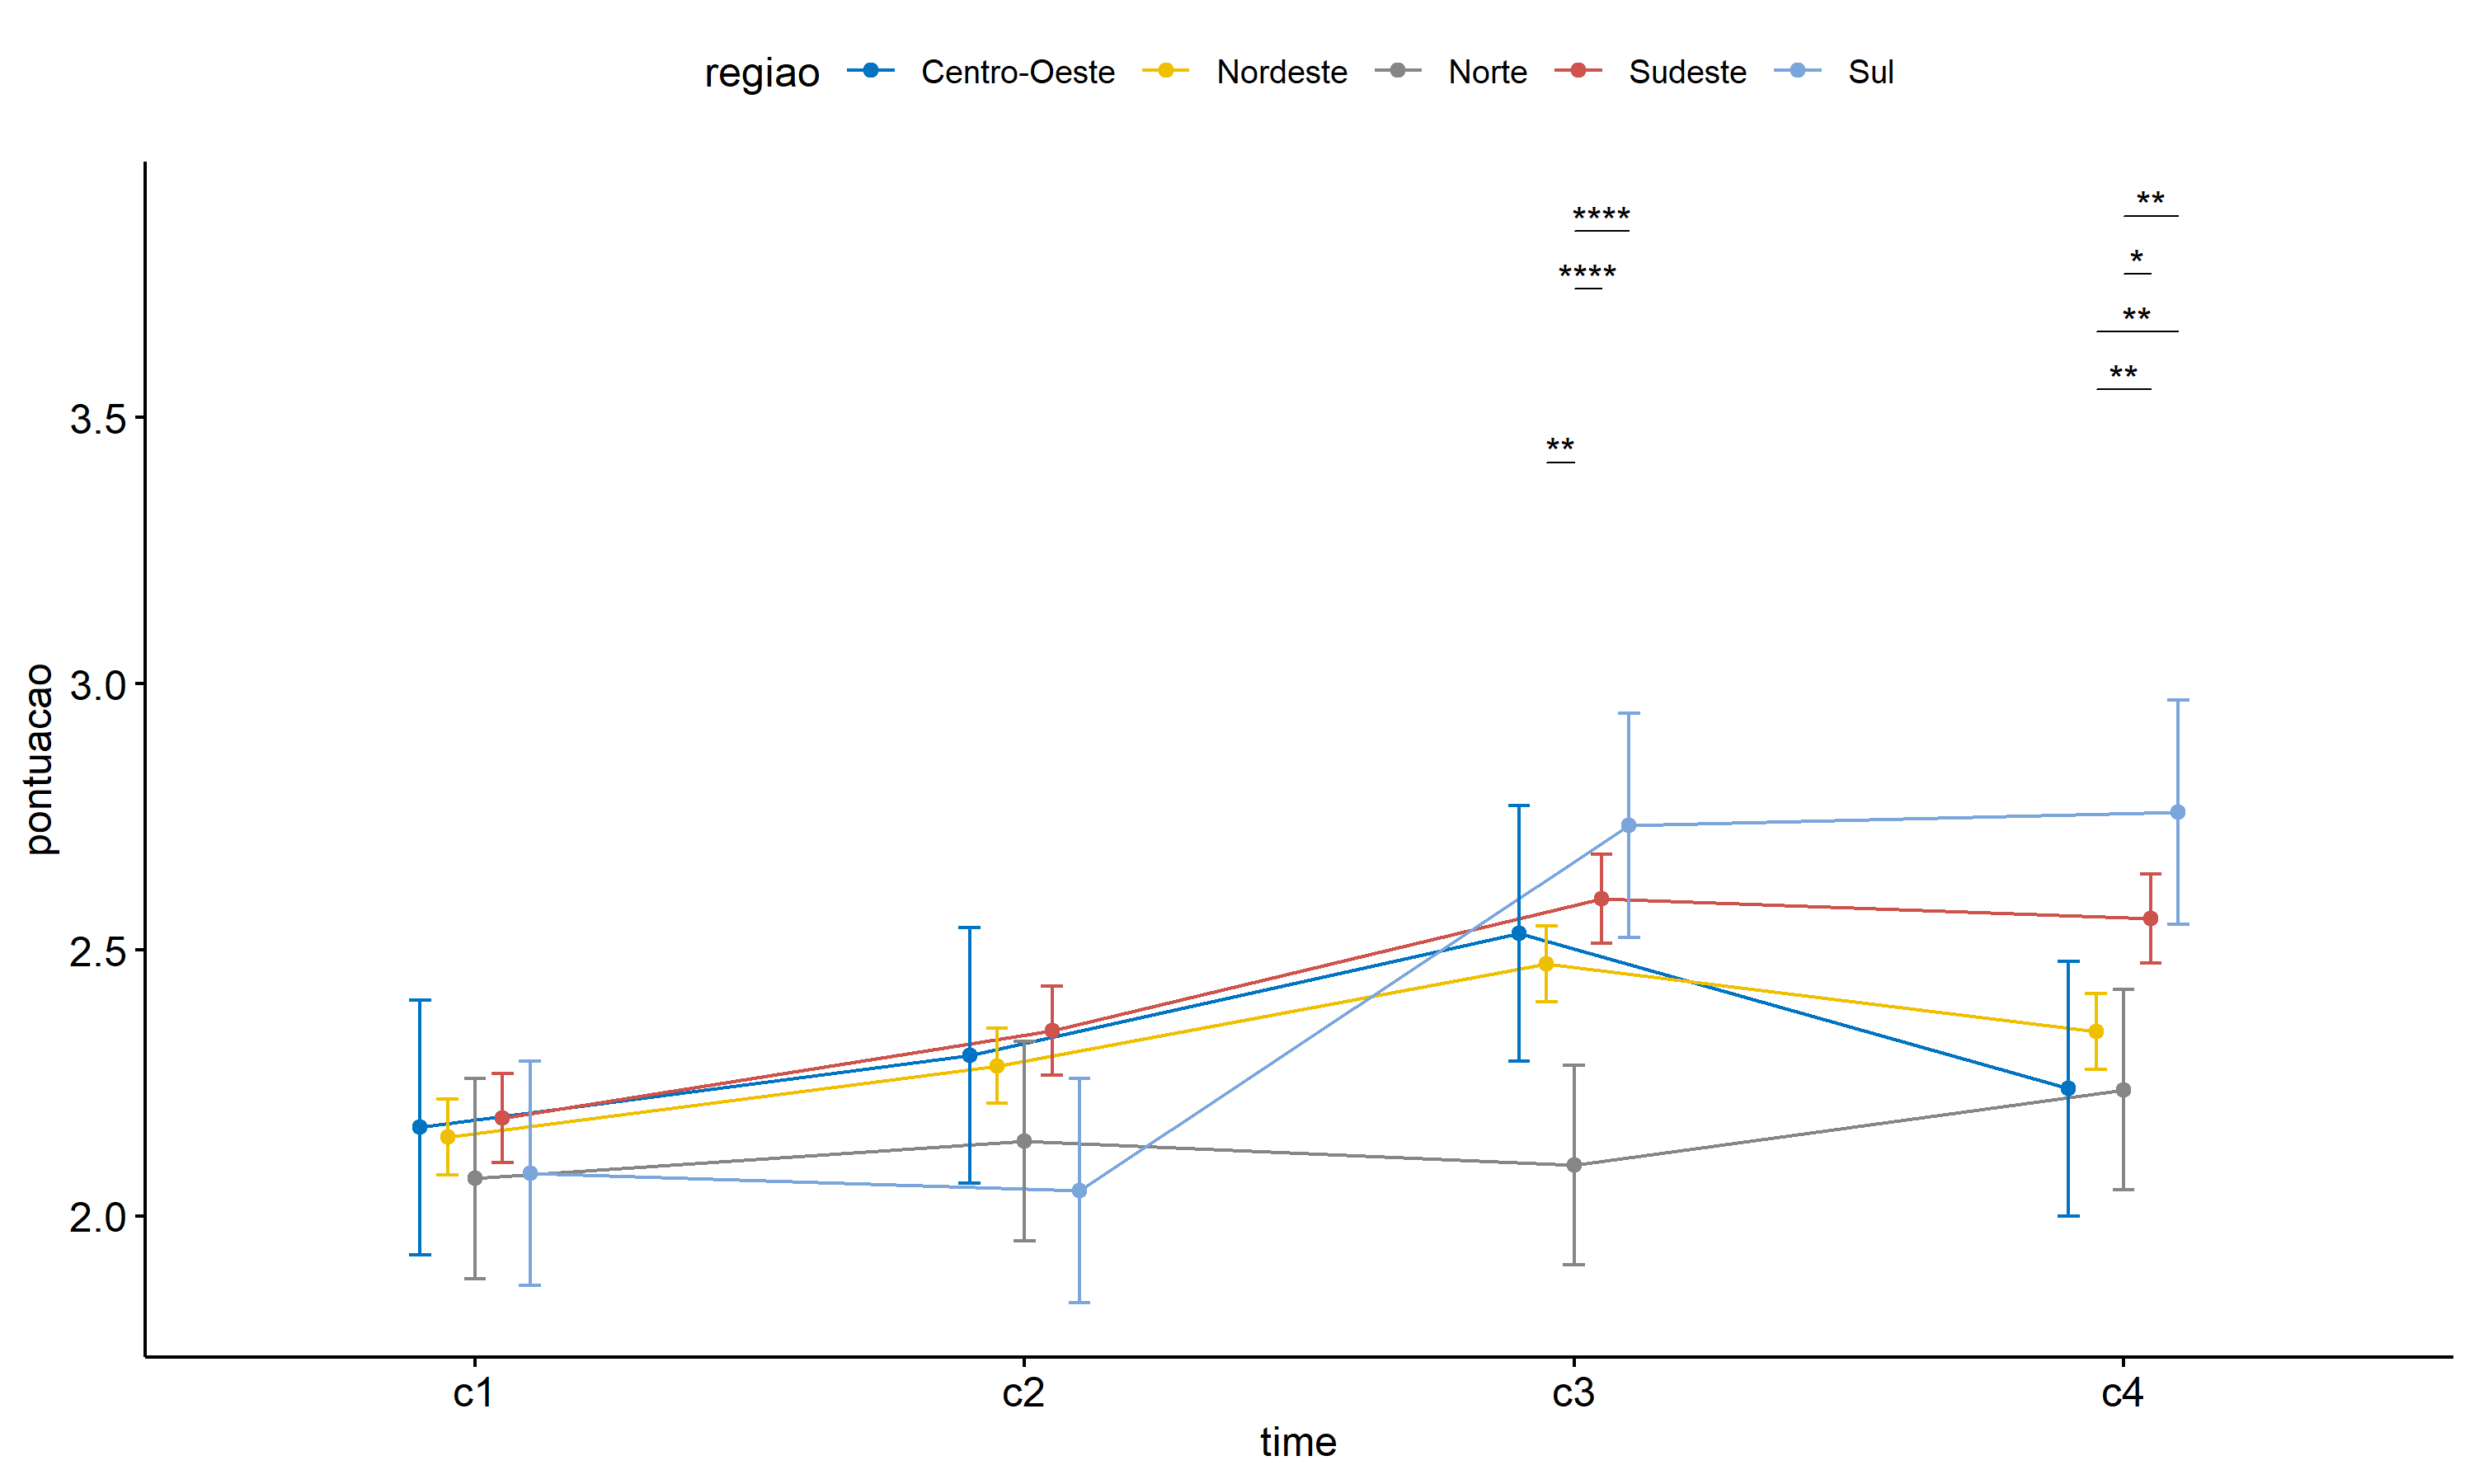 regiao Centro-Oeste Nordeste Norte Sudeste Sul
**
****
*
****
**
**
3.5
**
3.0
pontuacao
2.5
2.0
c1 c2 c3 c4
time